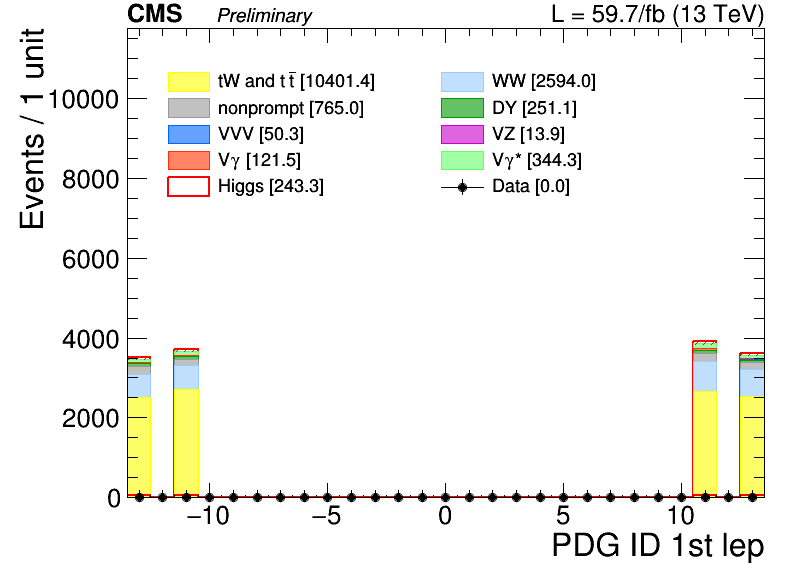 CMS Preliminary L = 59.7/fb (13 TeV)
Events / 1 unit
tW and tt̅ [10401.4] WW [2594.0]
nonprompt [765.0] DY [251.1]
VVV [50.3] VZ [13.9]
Vγ [121.5] Vγ* [344.3]
Higgs [243.3] Data [0.0]
10000
8000
6000
4000
2000
0
−10 −5 0 5 10
PDG ID 1st lep